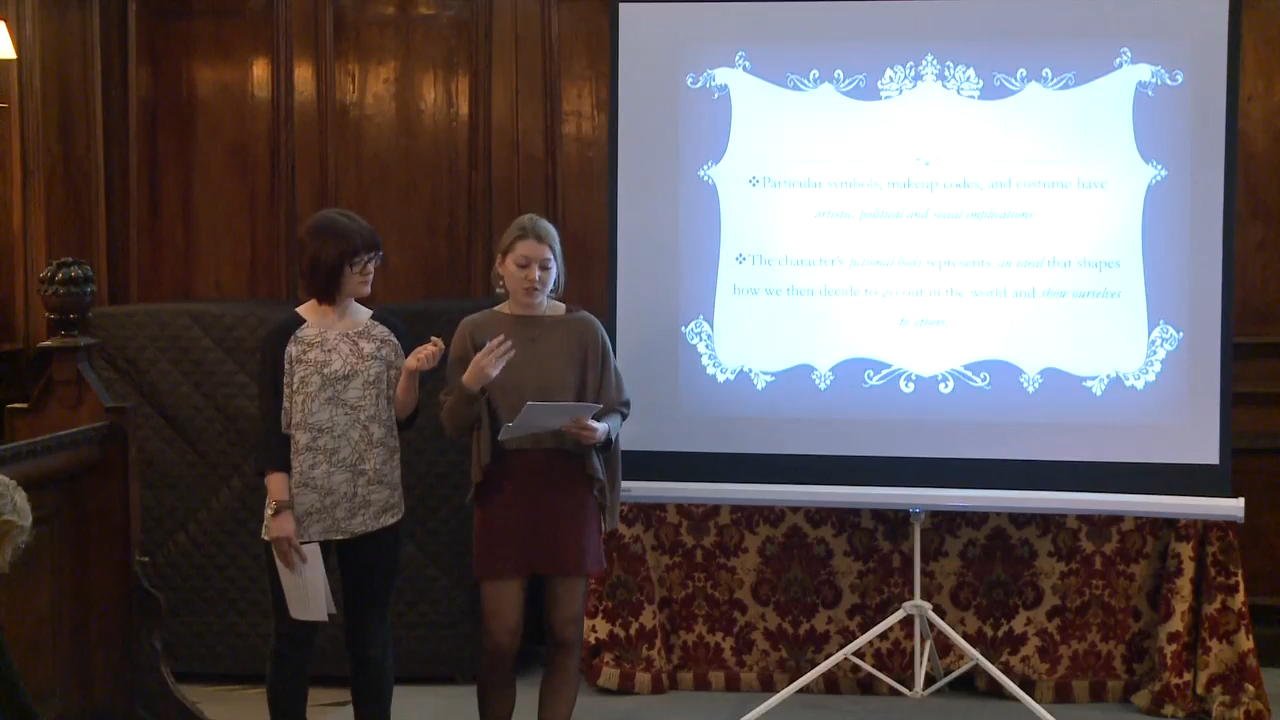 ❖Particular symbols, makeup codes, and costume have
artistic, political and social implications.
❖The character's fictional body represents an ideal that shapes
how we then decide to go out in the world and show ourselves
to others.